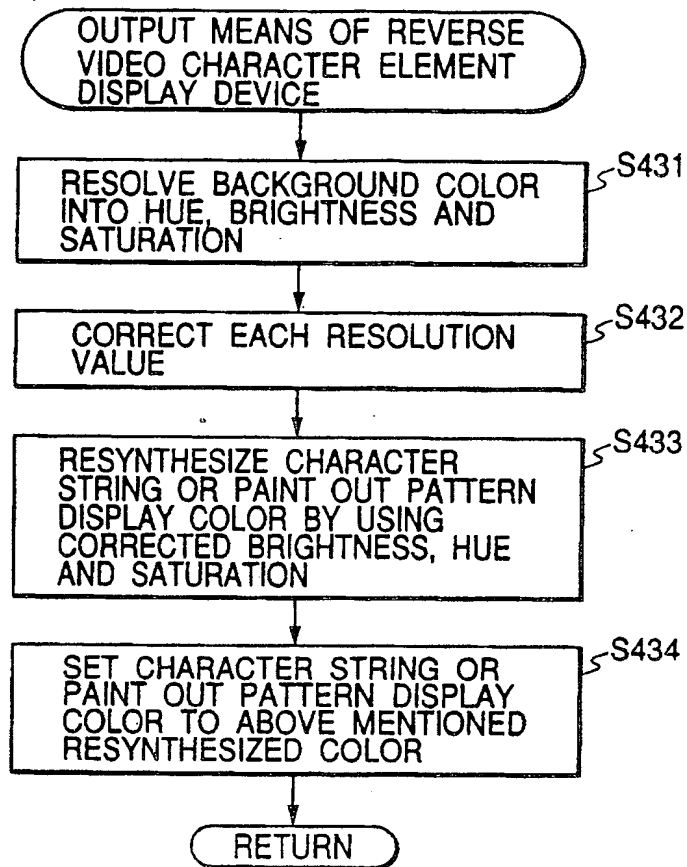 OUTPUT MEANS OF REVERSE
VIDEO CHARACTER ELEMENT
DISPLAY DEVICE
S431
RESOLVE BACKGROUND COLOR
INTO HUE, BRIGHTNESS AND
SATURATION
S432
CORRECT EACH RESOLUTION
VALUE
S433
RESYNTHESIZE CHARACTER
STRING OR PAINT OUT PATTERN
DISPLAY COLOR BY USING
CORRECTED BRIGHTNESS, HUE
AND SATURATION
S434
SET CHARACTER STRING OR
PAINT OUT PATTERN DISPLAY
COLOR TO ABOVE MENTIONED
RESYNTHESIZED COLOR
RETURN